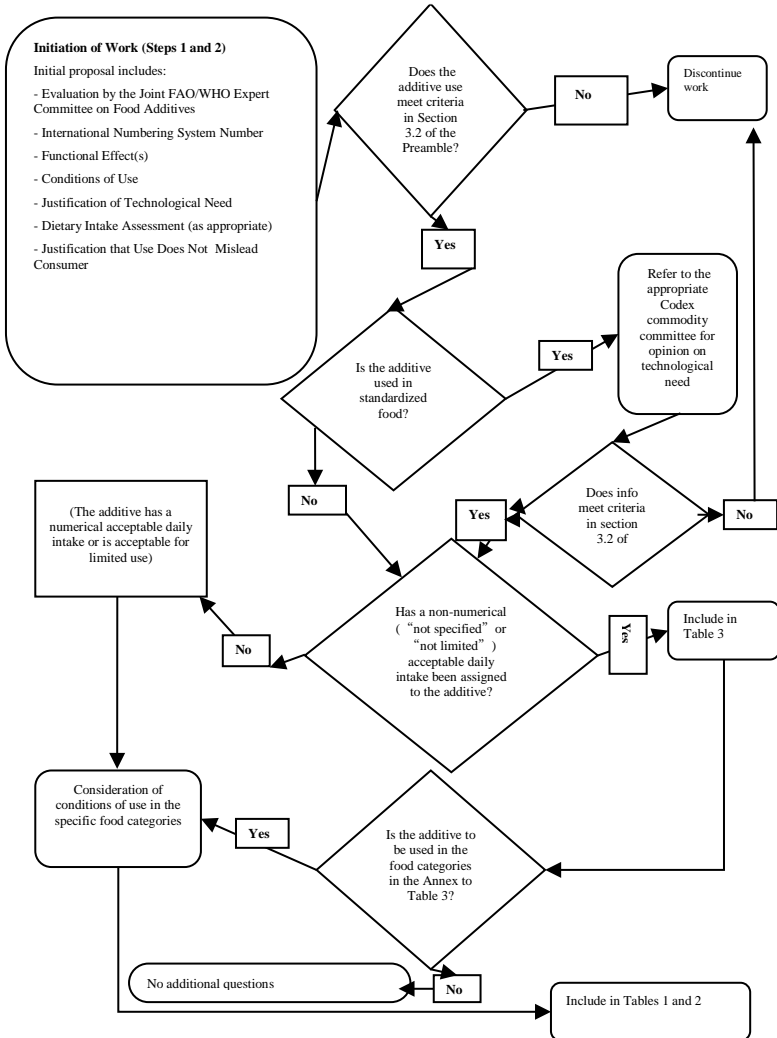 Initiation of Work (Steps 1 and 2)
Initial proposal includes:
- Evaluation by the Joint FAO/WHO Expert
Committee on Food Additives
- International Numbering System Number
- Functional Effect(s)
- Conditions of Use
- Justification of Technological Need
- Dietary Intake Assessment (as appropriate)
- Justification that Use Does Not Mislead
Consumer
Does the
additive use
meet criteria
in Section
3.2 of the
Preamble?
No
Discontinue
work
Yes
Is the additive
used in
standardized
food?
Yes
Refer to the
appropriate
Codex
commodity
committee for
opinion on
technological
need
No
Does info
meet criteria
in section
3.2 of
Yes
No
(The additive has a
numerical acceptable daily
intake or is acceptable for
limited use)
Has a non-numerical
( “not specified” or
“not limited” )
acceptable daily
intake been assigned
to the additive?
No
Yes
Include in
Table 3
Consideration of
conditions of use in the
specific food categories
Yes
Is the additive to
be used in the
food categories
in the Annex to
Table 3?
No
No additional questions
Include in Tables 1 and 2